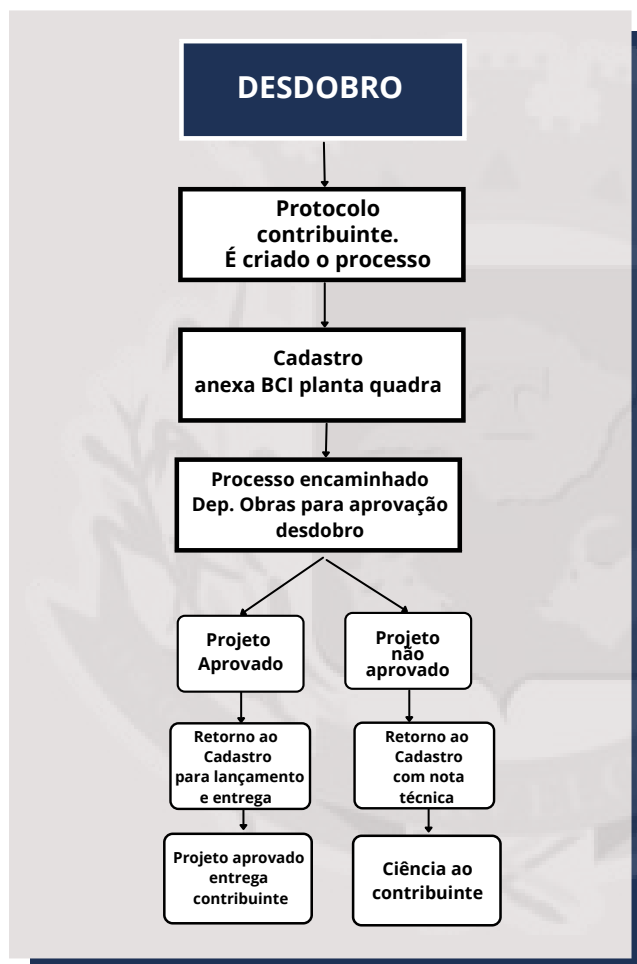 DESDOBRO
Protocolo
contribuinte.
É criado o processo
Cadastro
anexa BCI planta quadra
Processo encaminhado
Dep. Obras para aprovação
desdobro
Projeto
Aprovado
Projeto
não
aprovado
Retorno ao
Cadastro
para lançamento
e entrega
Retorno ao
Cadastro
com nota
técnica
Projeto aprovado
entrega
contribuinte
Ciência ao
contribuinte